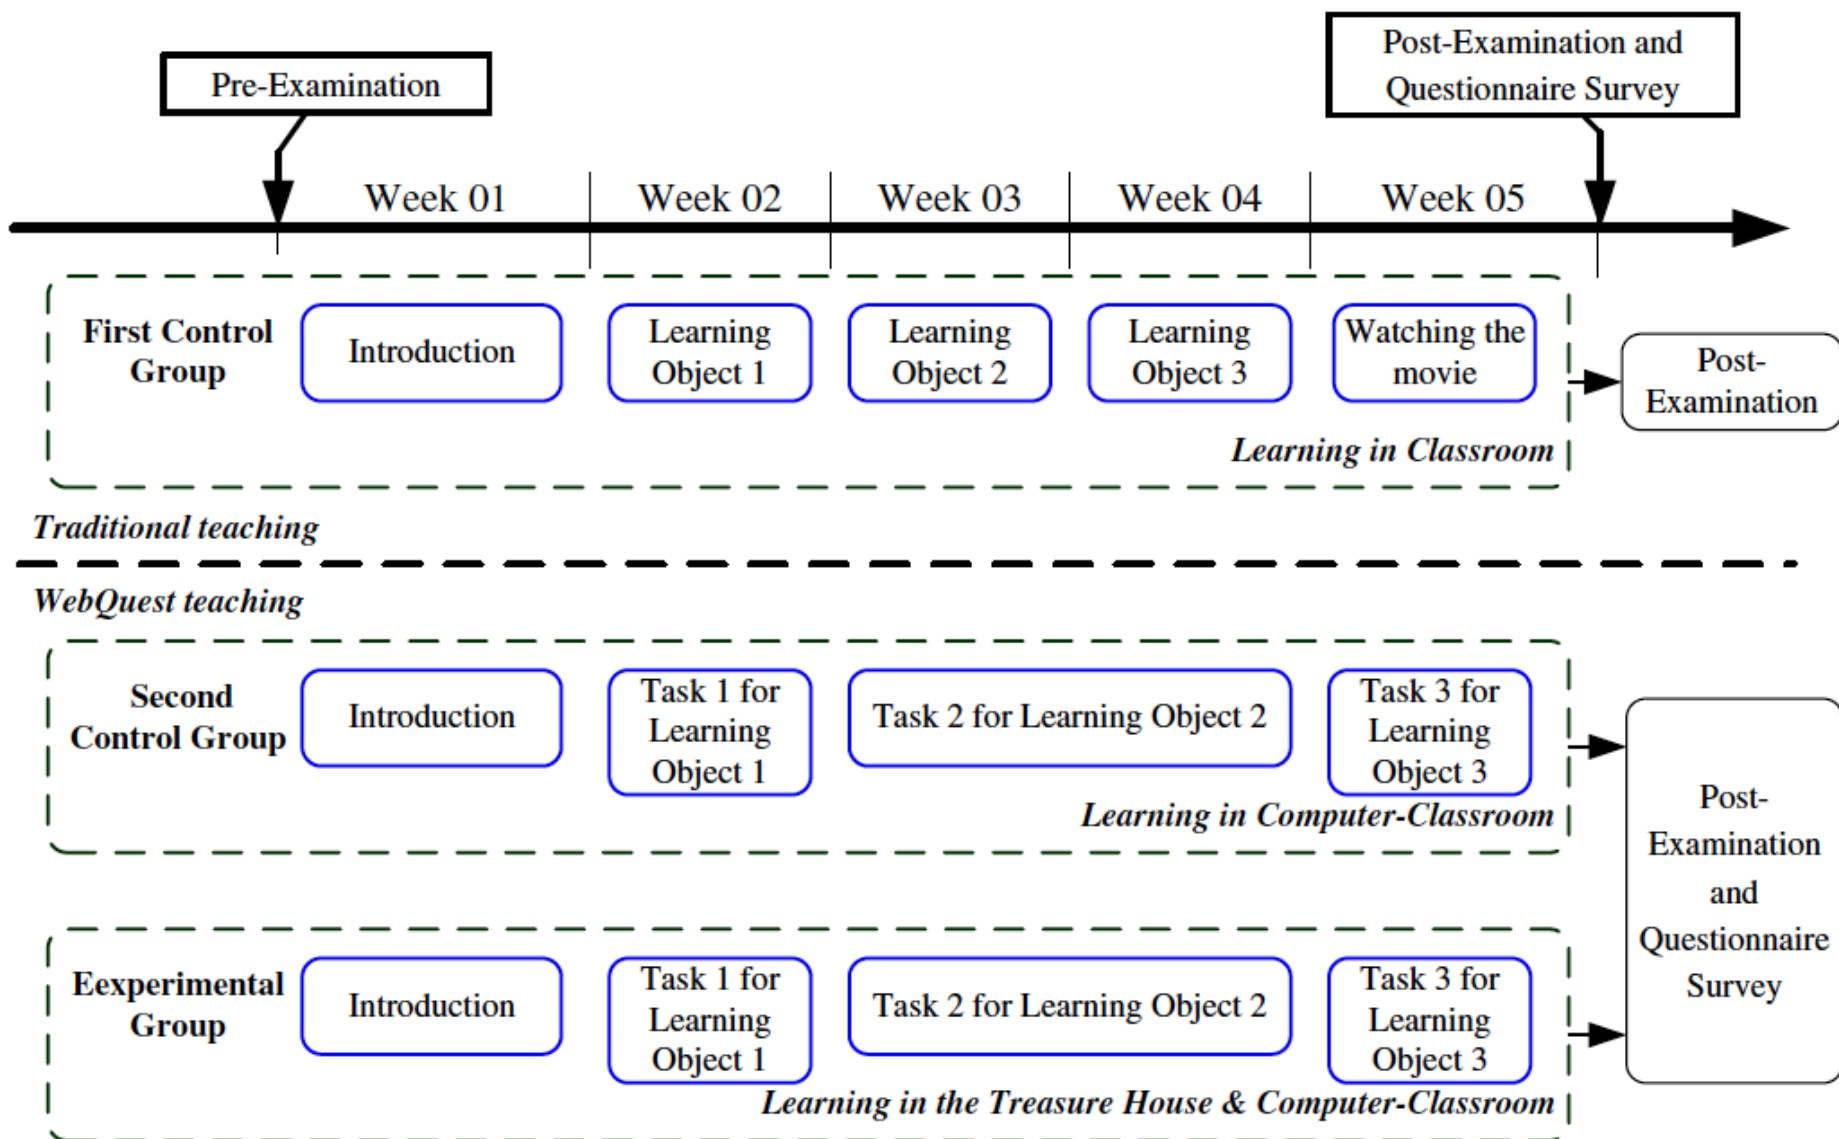 Pre-Examination
Post-Examination and
Questionnaire Survey
Week 01
Week 02
Week 03
Week 04
Week 05
First Control
Group
Introduction
Learning
Object 1
Learning
Object 2
Learning
Object 3
Watching the
movie
Learning in Classroom
Post-
Examination
Traditional teaching
WebQuest teaching
Second
Control Group
Introduction
Task 1 for
Learning
Object 1
Task 2 for Learning Object 2
Task 3 for
Learning
Object 3
Learning in Computer-Classroom
Eexperimental
Group
Introduction
Task 1 for
Learning
Object 1
Task 2 for Learning Object 2
Task 3 for
Learning
Object 3
Learning in the Treasure House & Computer-Classroom
Post-
Examination
and
Questionnaire
Survey